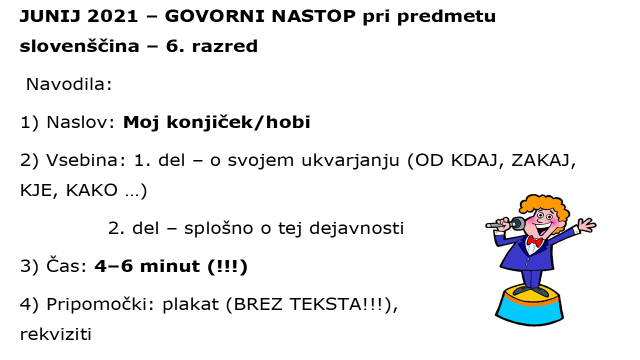 JUNIJ 2021 – GOVORNI NASTOP pri predmetu
slovenščina – 6. razred
Navodila:
1) Naslov: Moj konjiček/hobi
2) Vsebina: 1. del – o svojem ukvarjanju (OD KDAJ, ZAKAJ,
KJE, KAKO …)
2. del – splošno o tej dejavnosti
3) Čas: 4–6 minut (!!!)
4) Pripomočki: plakat (BREZ TEKSTA!!!),
rekviziti